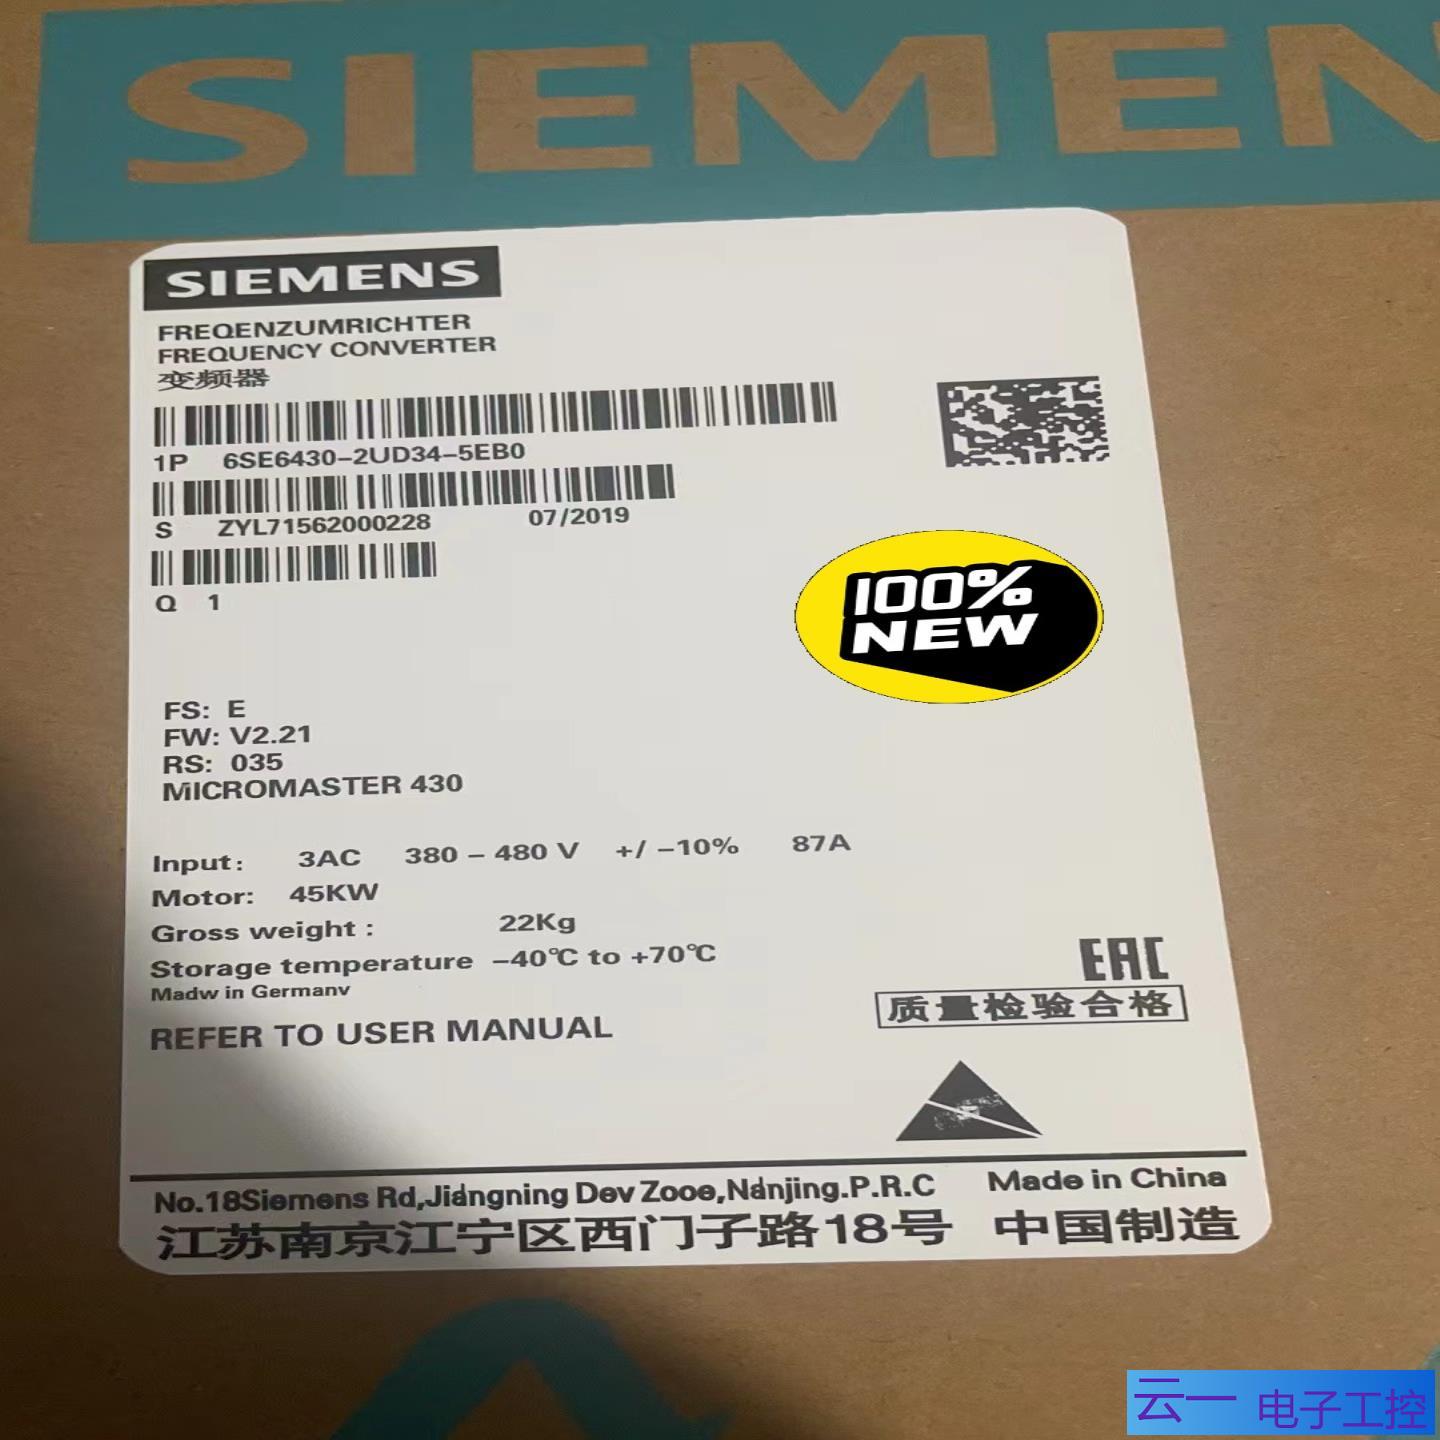 SIEMEN
SIEMENS
FREQENZUMRICHTER
FREQUENCY CONVERTER
变频器
1P 6SE6430-2UD34-5EB0
S ZYL71562000228 07/2019
Q 1
100%
NEW
FS: E
FW: V2.21
RS: 035
MICROMASTER 430
Input: 3AC 380 - 480 V +/ -10% 87A
Motor: 45KW
Gross weight : 22Kg
Storage temperature -40℃ to +70℃
Madw in Germanv
REFER TO USER MANUAL
EAC
质量检验合格
No.18Siemens Rd,Jiangning Dev Zooe,Nanjing.P.R.C Made in China
江苏南京江宁区西门子路18号 中国制造
云一 电子工控